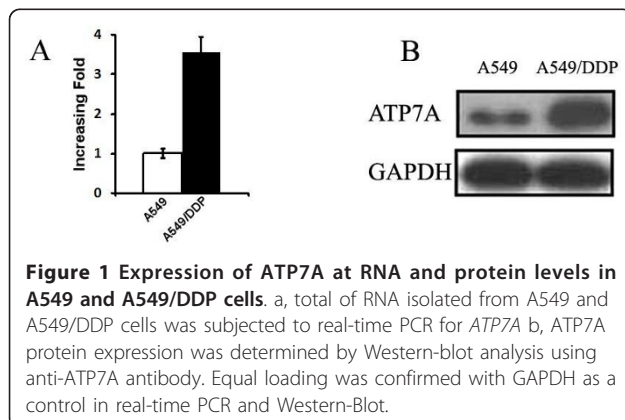 A
4
3
2
1
0
Increasing Fold
A549
A549/DDP
B
A549 A549/DDP
ATP7A
GAPDH
Figure 1 Expression of ATP7A at RNA and protein levels in
A549 and A549/DDP cells. a, total of RNA isolated from A549 and
A549/DDP cells was subjected to real-time PCR for ATP7A b, ATP7A
protein expression was determined by Western-blot analysis using
anti-ATP7A antibody. Equal loading was confirmed with GAPDH as a
control in real-time PCR and Western-Blot.